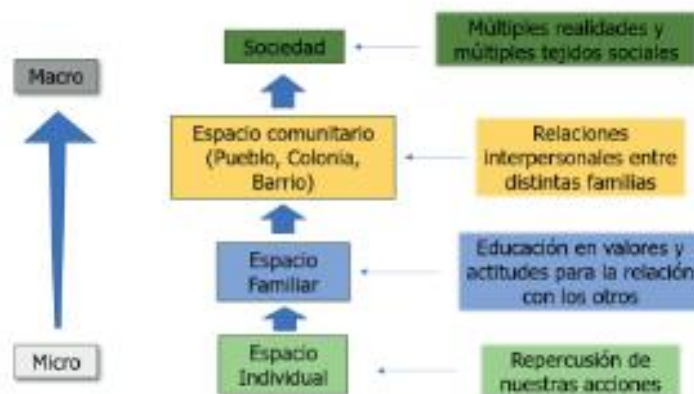 Macro
Micro
Sociedad
Múltiples realidades y
múltiples tejidos sociales
Espacio comunitario
(Pueblo, Colonia,
Barrio)
Relaciones
interpersonales entre
distintas familias
Espacio
Familiar
Educación en valores y
actitudes para la relación
con los otros
Espacio
Individual
Repercusión de
nuestras acciones